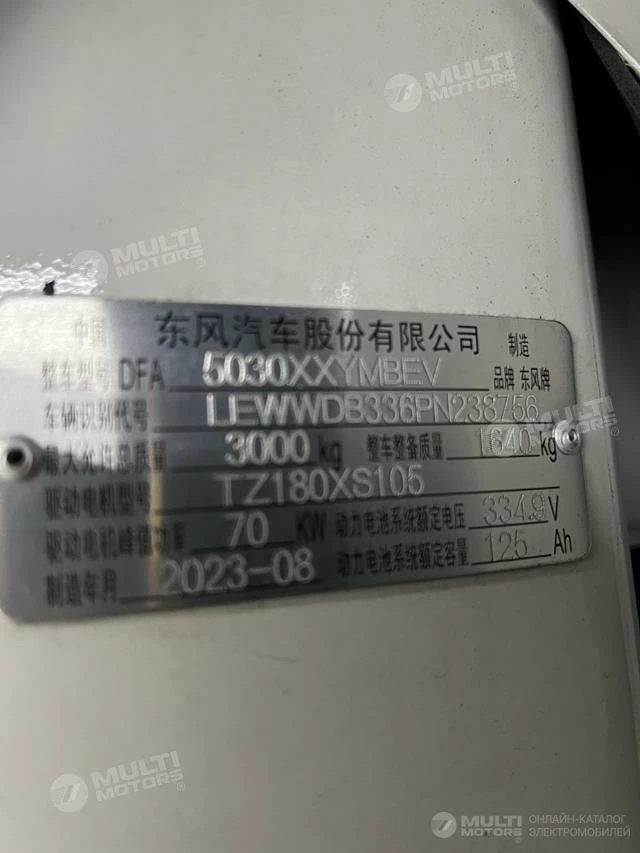 MULTI
MOTORS®
MULTI
MOTORS®
中国 东风汽车股份有限公司 制造
整车型号 DFA 5030XXYMBEV 品牌 东风牌
车辆识别代号 LEWWDB336PN238756
最大允许总质量 3000 kg 整车整备质量 1640 kg
驱动电机型号 TZ180XS105
驱动电机峰值功率 70 KW 动力电池系统额定电压 334.9 V
制造年月 2023-08 动力电池系统额定容量 125 Ah
MULTI
MOTORS®
MULTI
MOTORS®
ОНЛАЙН-КАТАЛОГ
ЭЛЕКТРОМОБИЛЕЙ